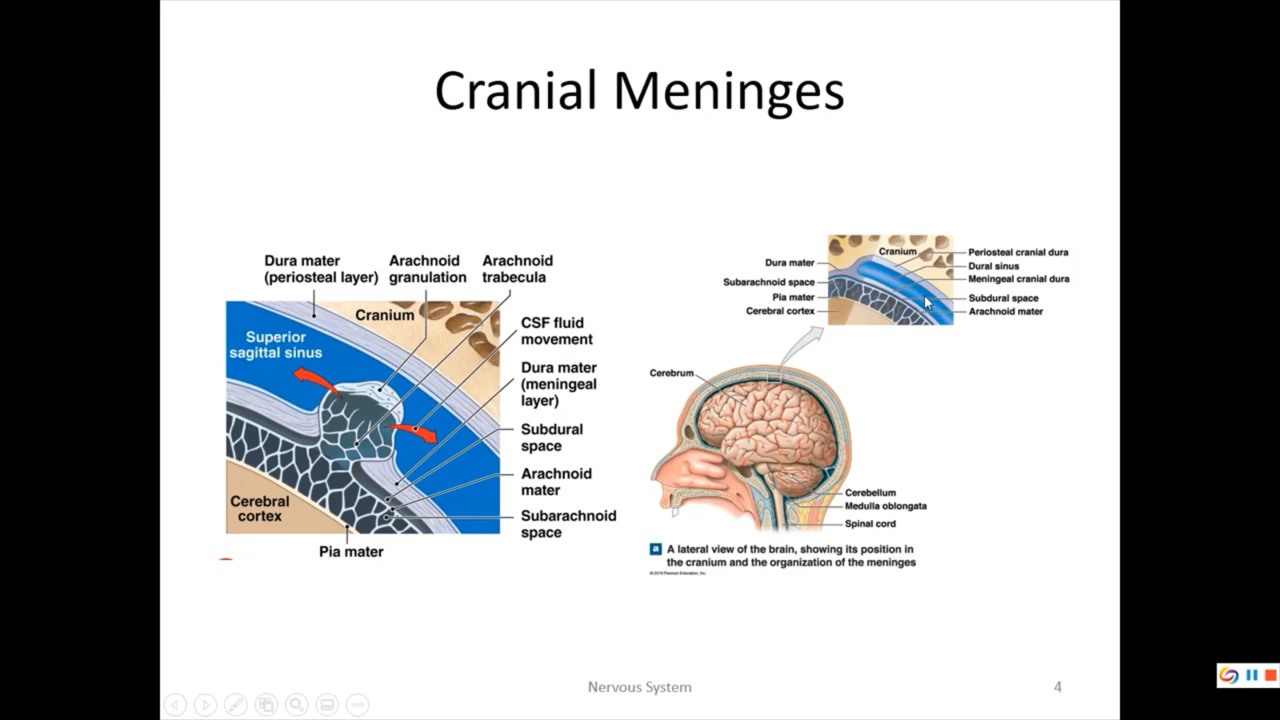 Cranial Meninges
Dura mater
(periosteal layer)
Arachnoid
granulation
Arachnoid
trabecula
Cranium
CSF fluid
movement
Superior
sagittal sinus
Dura mater
(meningeal
layer)
Subdural
space
Arachnoid
mater
Cerebral
cortex
Subarachnoid
space
Pia mater
Cranium
Dura mater
Subarachnoid space
Pia mater
Cerebral cortex
Periosteal cranial dura
Dural sinus
Meningeal cranial dura
Subdural space
Arachnoid mater
Cerebrum
Cerebellum
Medulla oblongata
Spinal cord
a A lateral view of the brain, showing its position in
the cranium and the organization of the meninges
© 2018 Pearson Education, Inc.
Nervous System
4